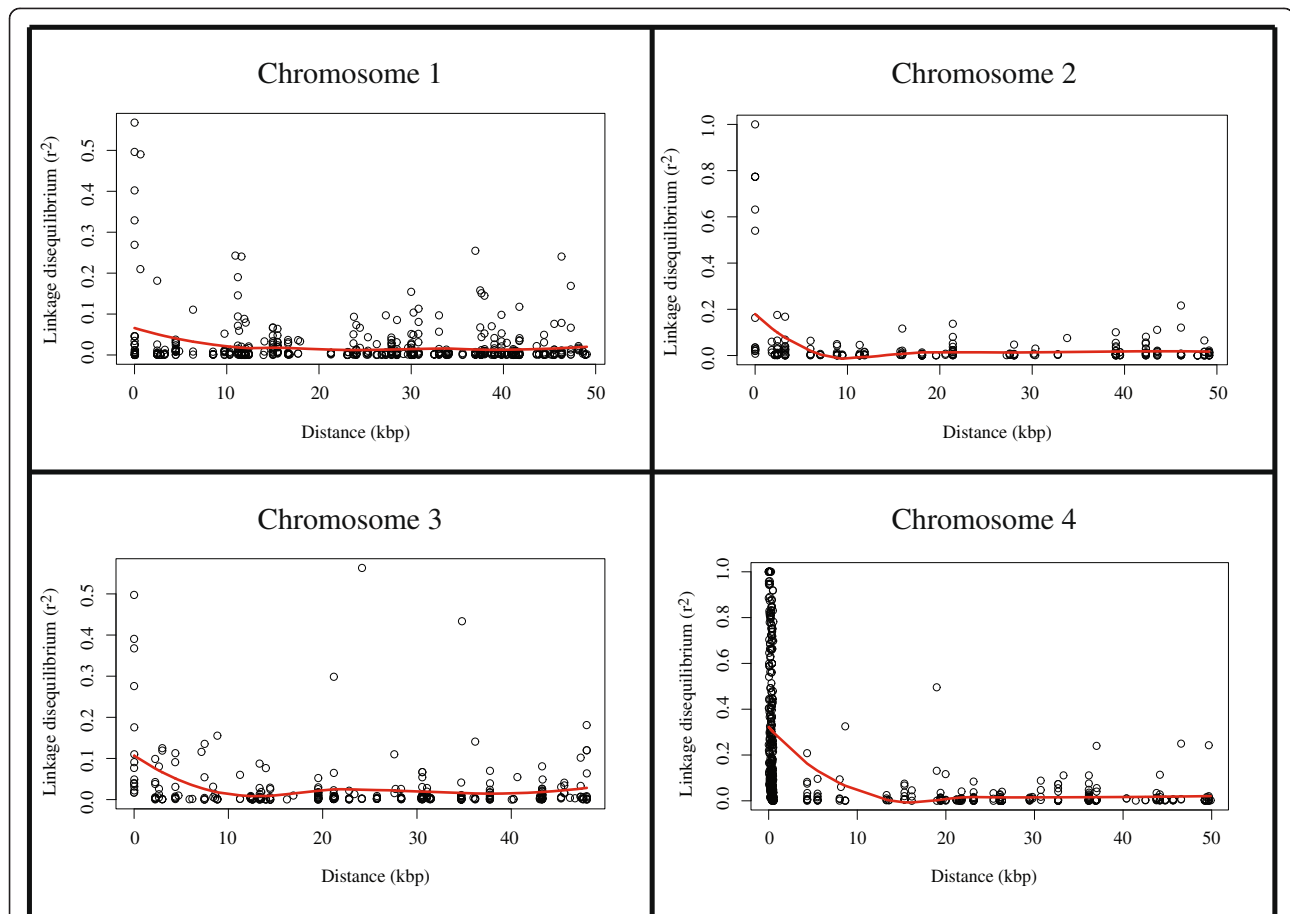 Chromosome 1
Linkage disequilibrium (r²)
0.0 0.1 0.2 0.3 0.4 0.5
0 10 20 30 40 50
Distance (kbp)
Chromosome 2
Linkage disequilibrium (r²)
0.0 0.2 0.4 0.6 0.8 1.0
0 10 20 30 40 50
Distance (kbp)
Chromosome 3
Linkage disequilibrium (r²)
0.0 0.1 0.2 0.3 0.4 0.5
0 10 20 30 40
Distance (kbp)
Chromosome 4
Linkage disequilibrium (r²)
0.0 0.2 0.4 0.6 0.8 1.0
0 10 20 30 40 50
Distance (kbp)